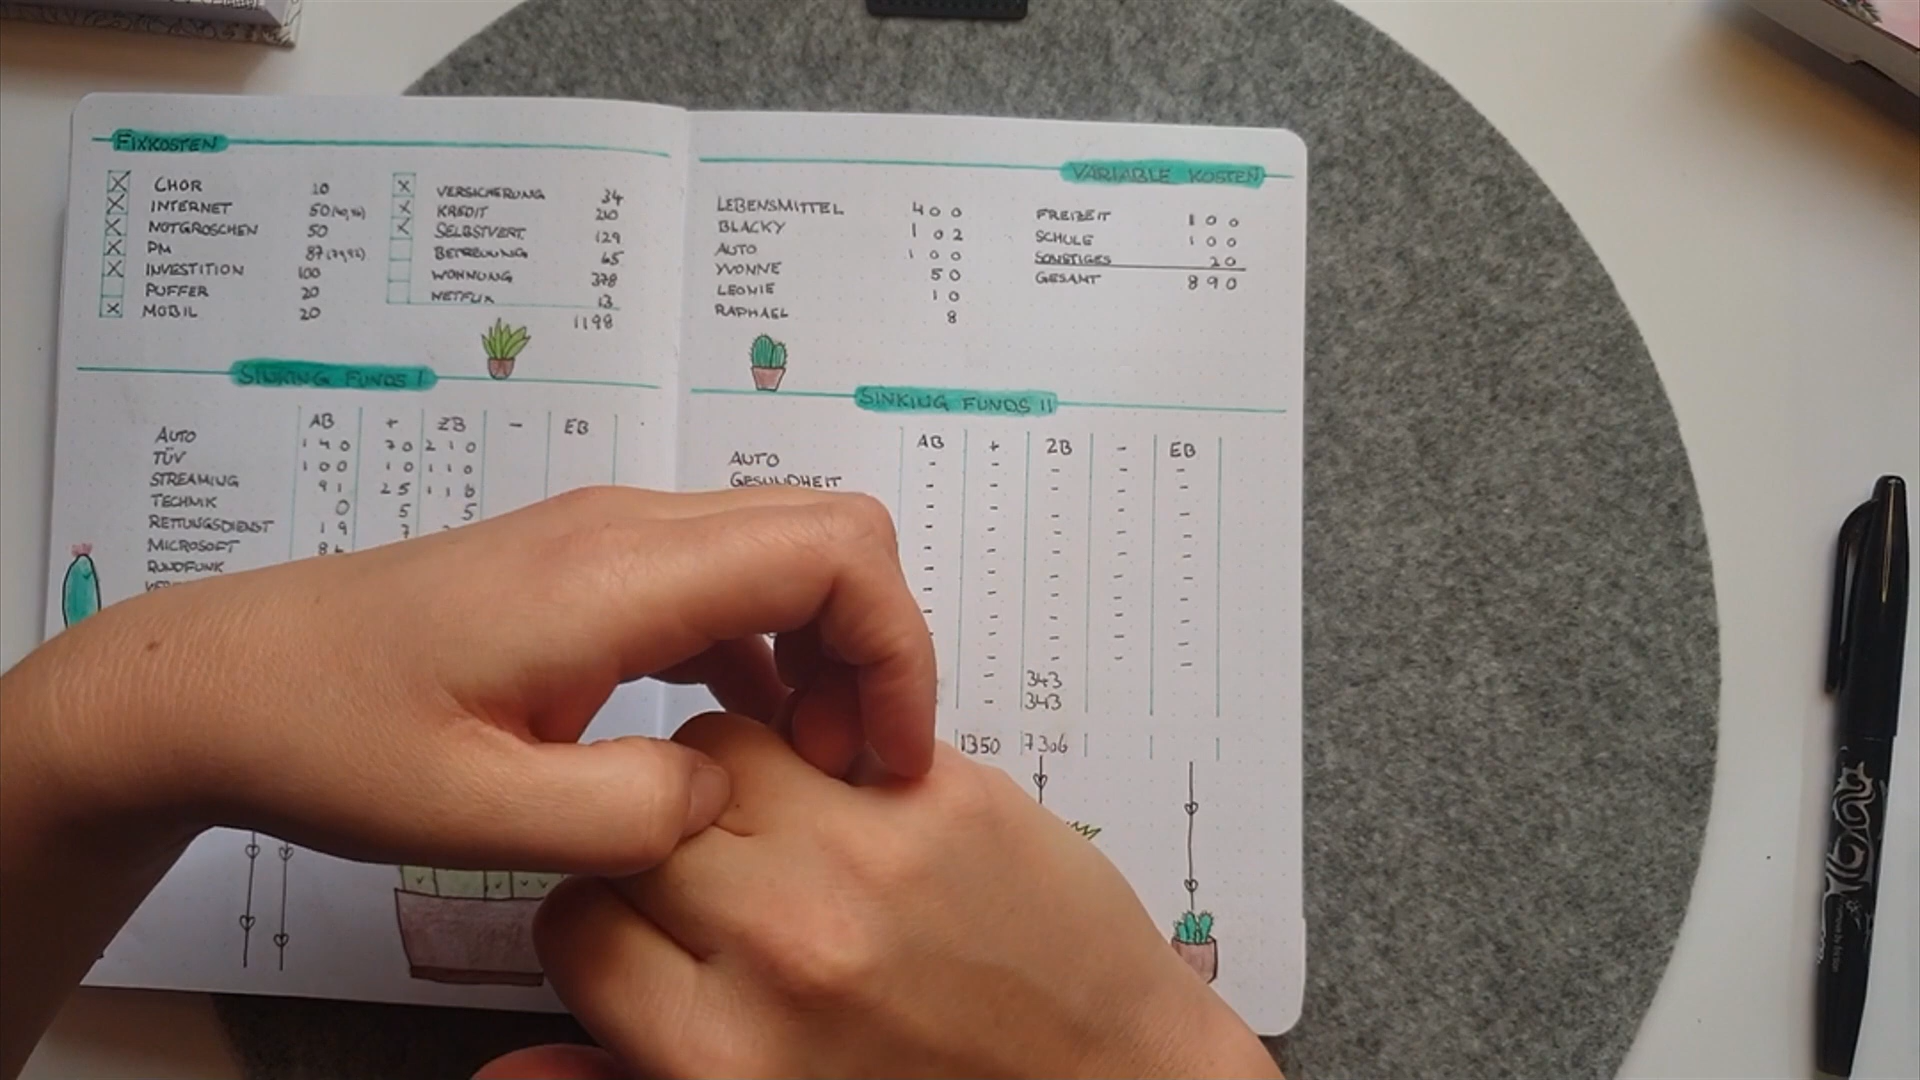 FIXKOSTEN
CHOR 10
INTERNET 50
NOTGROSCHEN 50
PM 87
INVESTITION 100
PUFFER 20
MOBIL 20
VERSICHERUNG 34
KREDIT 210
SELBSTVERT. 129
BETREUUNG 65
WOHNUNG 378
NETFLIX 13
1198
VARIABLE KOSTEN
LEBENSMITTEL 400
BLACKY 102
AUTO 100
YVONNE 50
LEONIE 10
RAPHAEL 8
FREIZEIT 100
SCHULE 100
SONSTIGES 20
GESAMT 890
SINKING FUNDS I
AB + ZB - EB
AUTO 140 70 210
TÜV 100 10 110
STREAMING 91 25 116
TECHNIK 0 5 5
RETTUNGSDIENST 19 7
MICROSOFT
RUNDFUNK
SINKING FUNDS II
AB + ZB - EB
AUTO - - - - -
GESUNDHEIT - - - - -
- 343
- 343
1350 7306